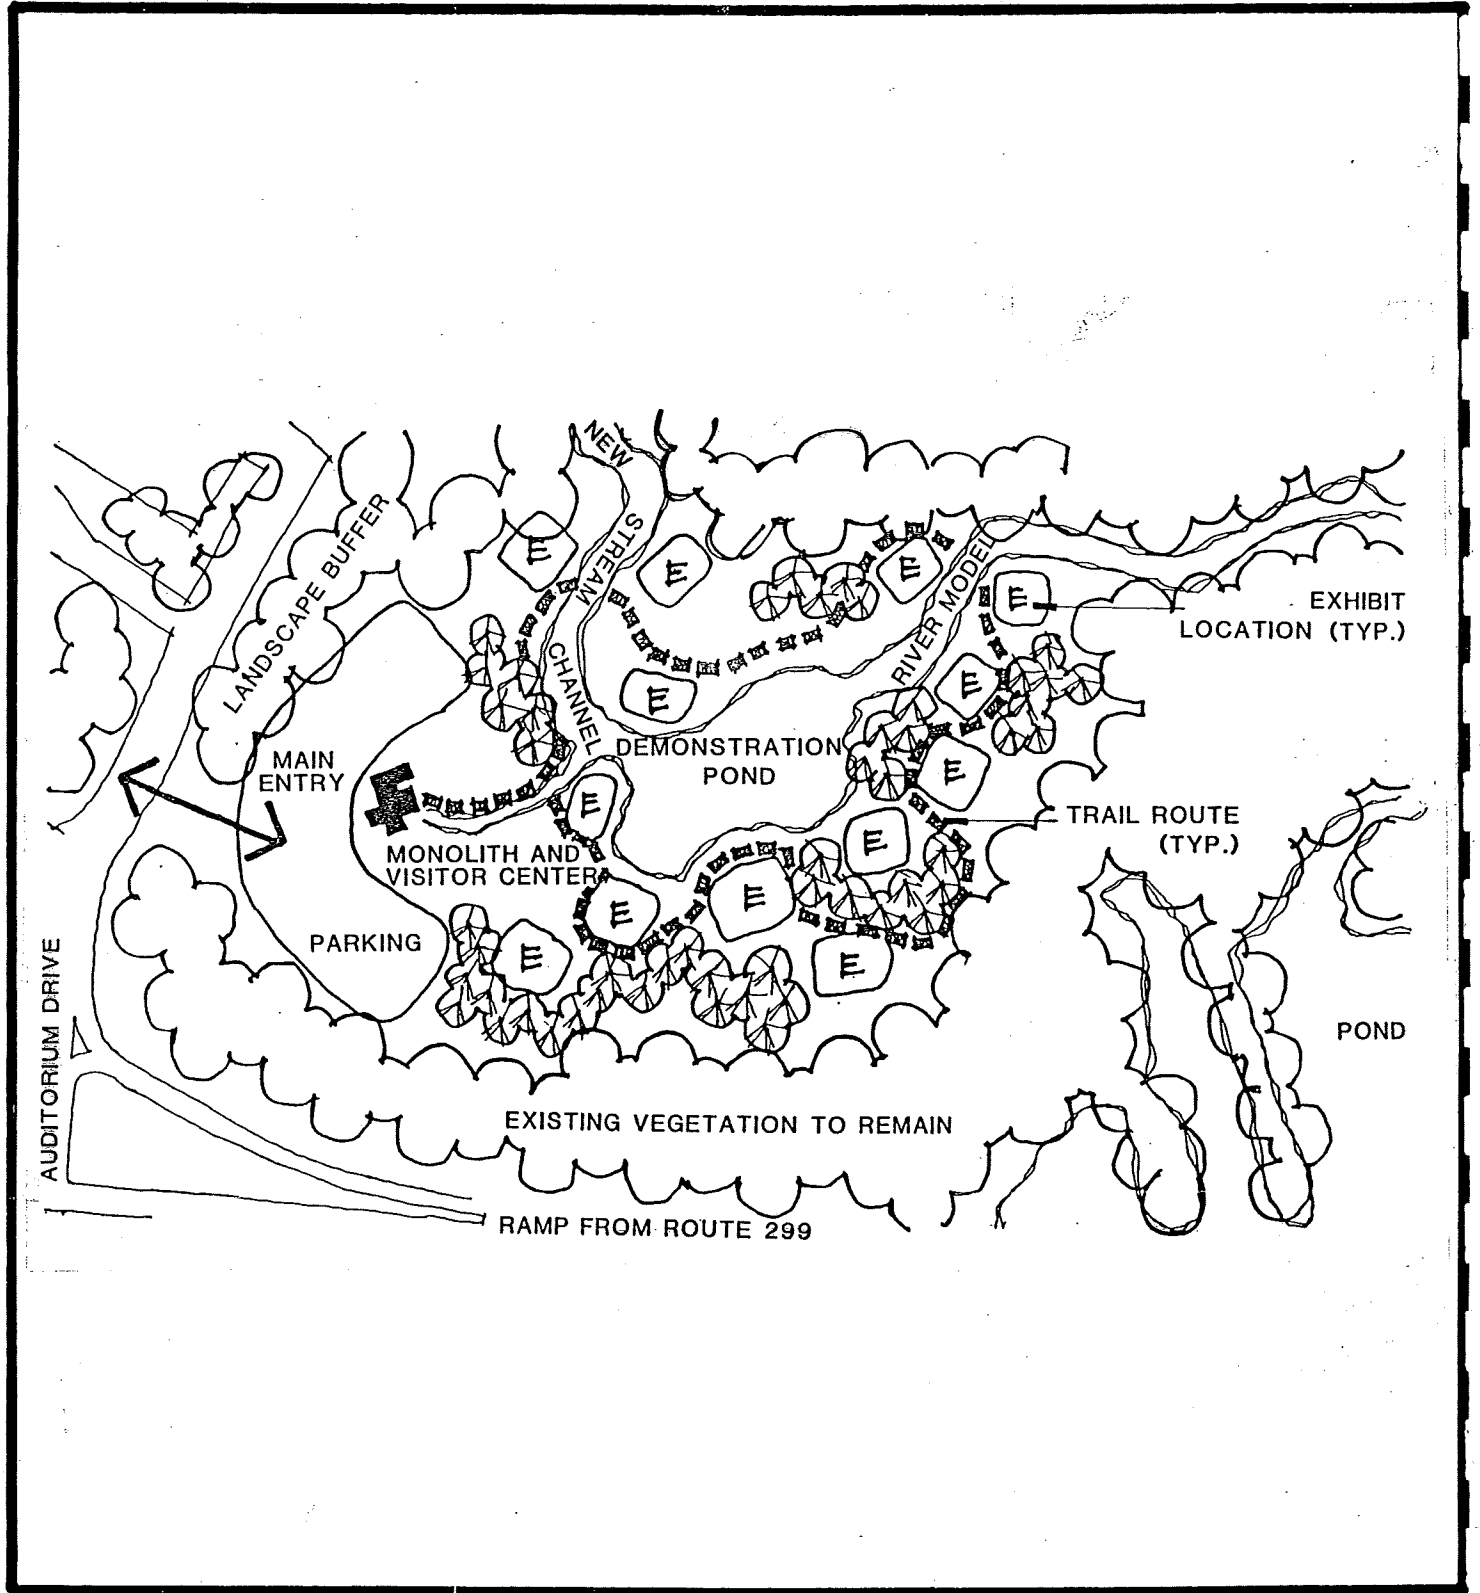 NEW
STREAM
CHANNEL
LANDSCAPE BUFFER
E
E
E
E
E
RIVER MODEL
EXHIBIT
LOCATION (TYP.)
E
E
E
MAIN
ENTRY
DEMONSTRATION
POND
E
TRAIL ROUTE
(TYP.)
MONOLITH AND
VISITOR CENTER
E
E
E
PARKING
E
E
AUDITORIUM DRIVE
POND
EXISTING VEGETATION TO REMAIN
RAMP FROM ROUTE 299